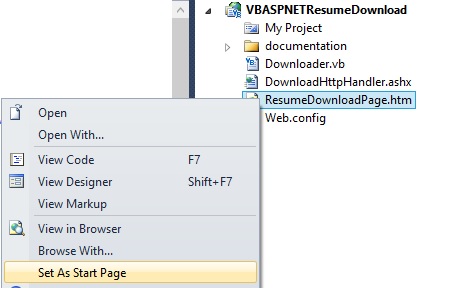 VBASPNETResumeDownload
My Project
documentation
Downloader.vb
DownloadHttpHandler.ashx
ResumeDownloadPage.htm
Web.config
Open
Open With...
View Code F7
View Designer Shift+F7
View Markup
View in Browser
Browse With...
Set As Start Page